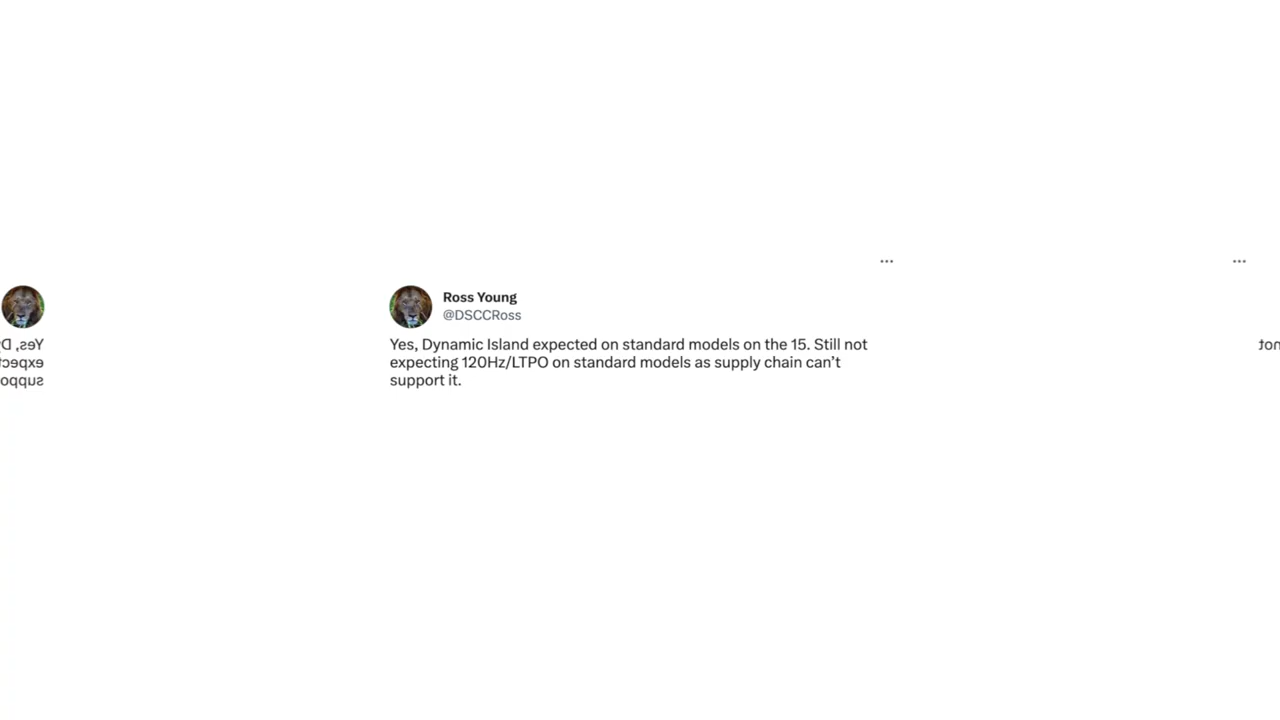 Ross Young
@DSCCRoss
Yes, Dynamic Island expected on standard models on the 15. Still not
expecting 120Hz/LTPO on standard models as supply chain can’t
support it.